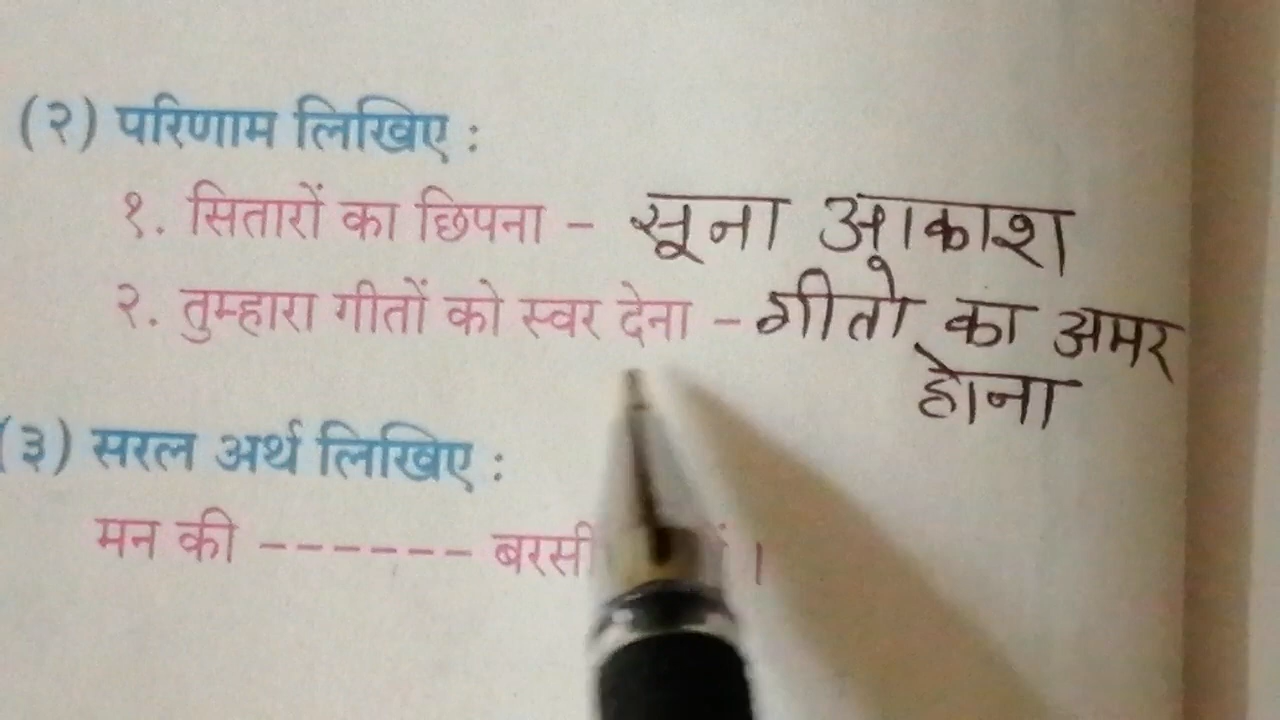 (२) परिणाम लिखिए :
१. सितारों का छिपना - सूना आकाश
२. तुम्हारा गीतों को स्वर देना - गीतो का अमर
होना
(३) सरल अर्थ लिखिए :
मन की ------ बरसी ।